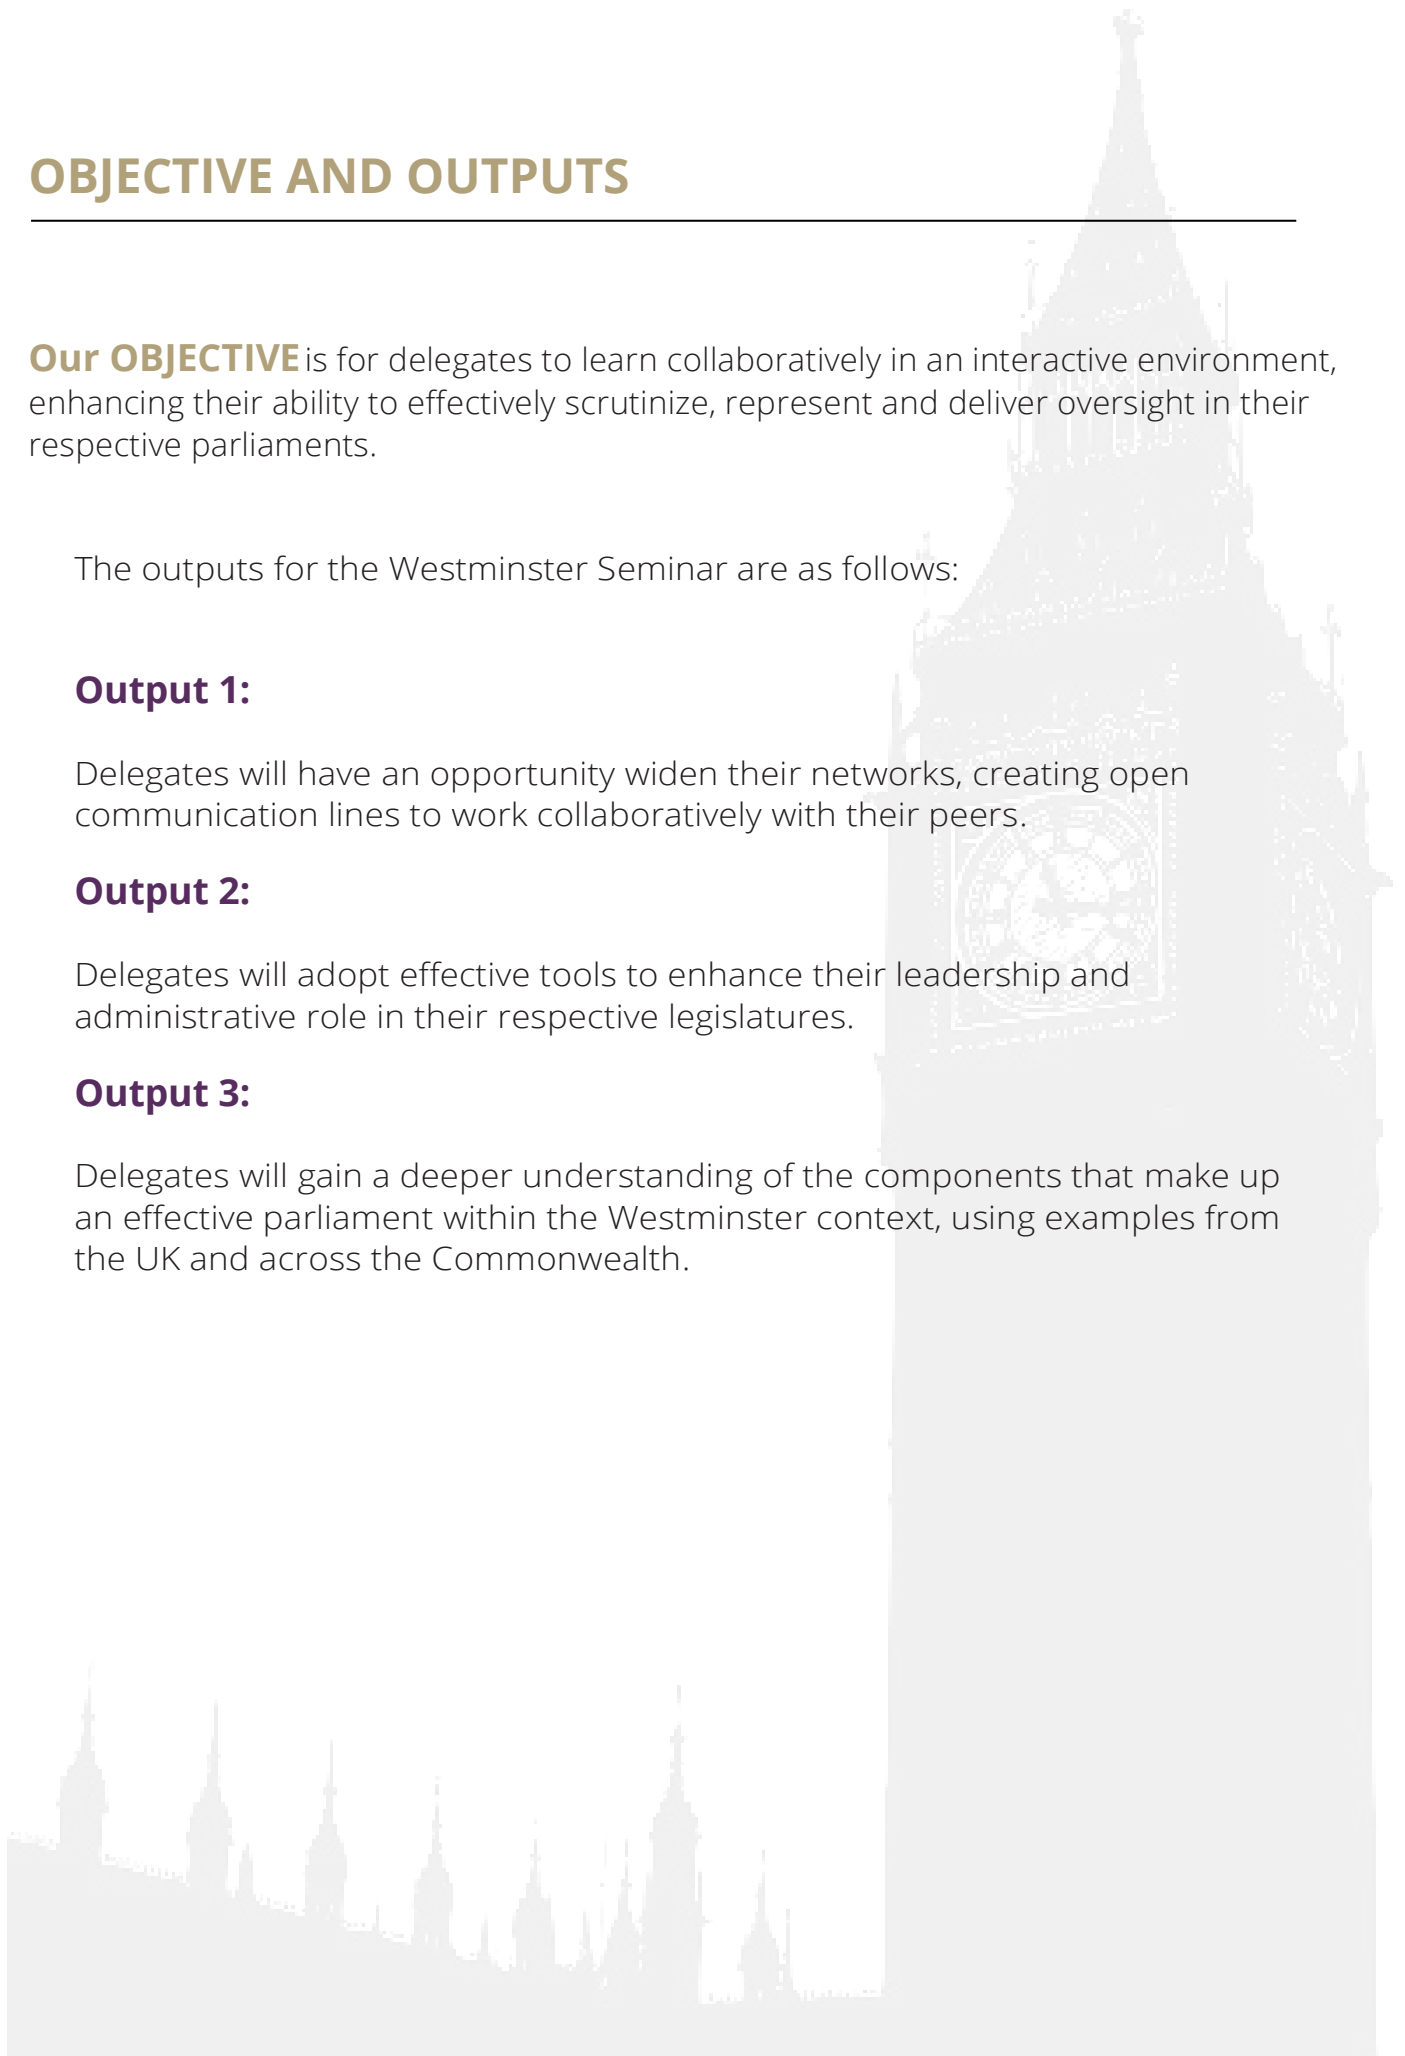 OBJECTIVE AND OUTPUTS
Our OBJECTIVE is for delegates to learn collaboratively in an interactive environment,
enhancing their ability to effectively scrutinize, represent and deliver oversight in their
respective parliaments.
The outputs for the Westminster Seminar are as follows:
Output 1:
Delegates will have an opportunity widen their networks, creating open
communication lines to work collaboratively with their peers.
Output 2:
Delegates will adopt effective tools to enhance their leadership and
administrative role in their respective legislatures.
Output 3:
Delegates will gain a deeper understanding of the components that make up
an effective parliament within the Westminster context, using examples from
the UK and across the Commonwealth.